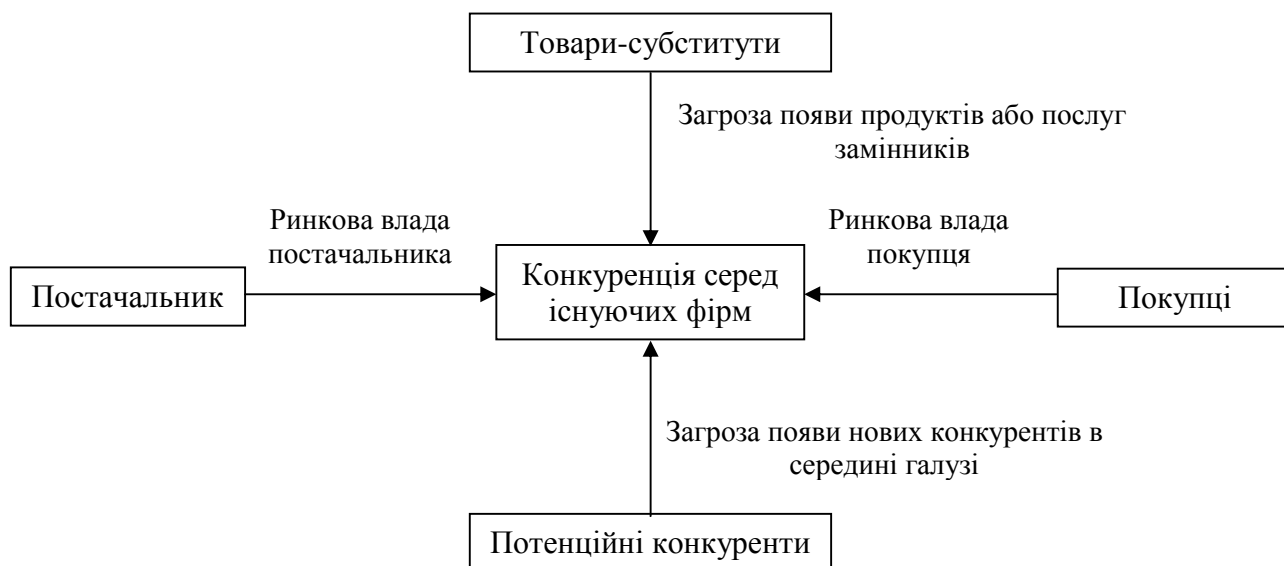 Товари-субститути
Загроза появи продуктів або послуг
замінників
Ринкова влада
постачальника
Ринкова влада
покупця
Постачальник
Конкуренція серед
існуючих фірм
Покупці
Загроза появи нових конкурентів в
середині галузі
Потенційні конкуренти